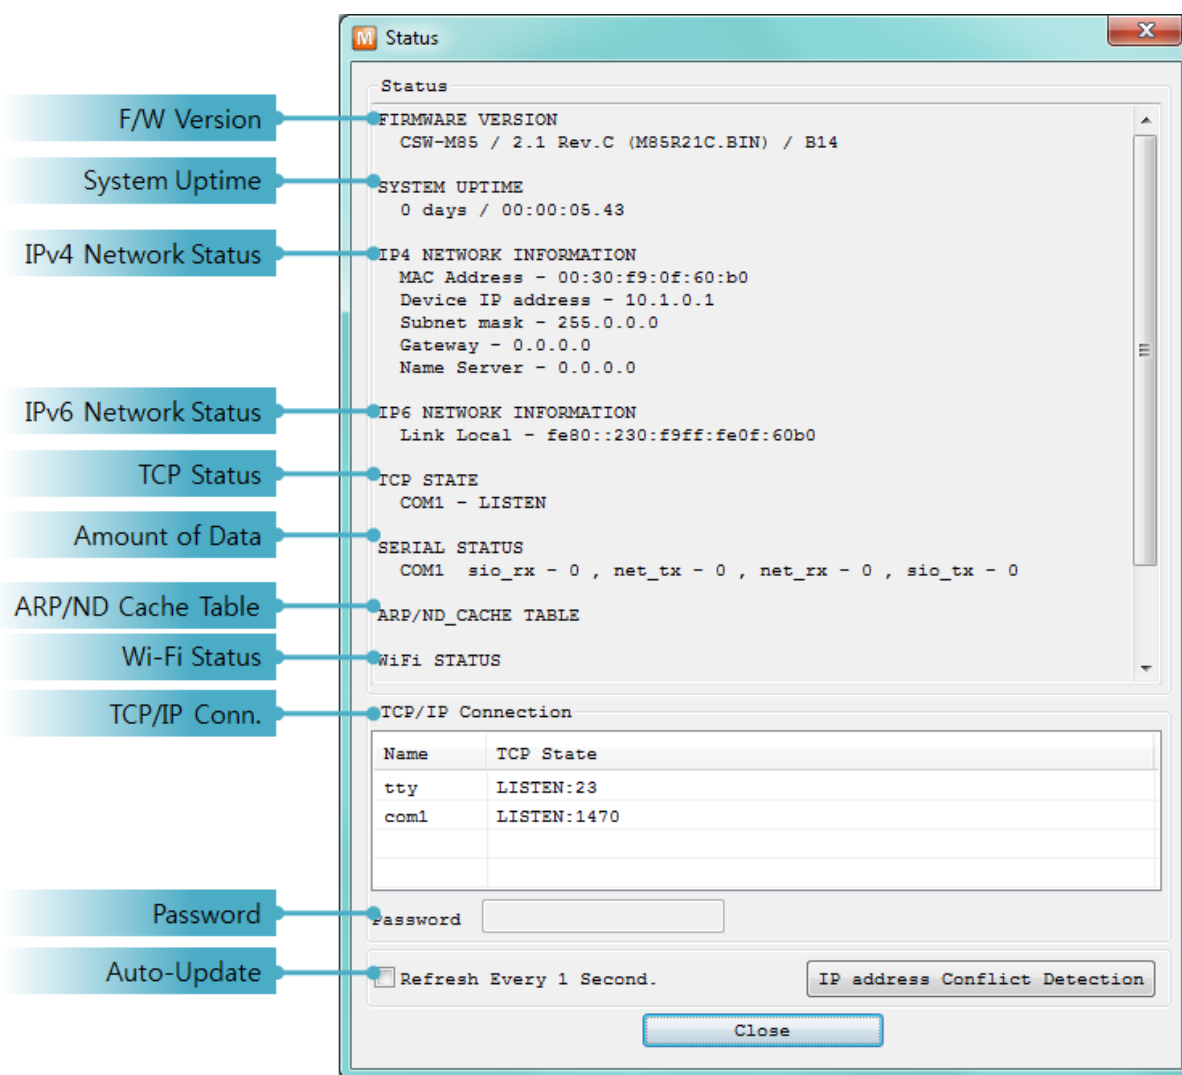 M Status X
Status
F/W Version
FIRMWARE VERSION
CSW-M85 / 2.1 Rev.C (M85R21C.BIN) / B14
System Uptime
SYSTEM UPTIME
0 days / 00:00:05.43
IPv4 Network Status
IP4 NETWORK INFORMATION
MAC Address - 00:30:f9:0f:60:b0
Device IP address - 10.1.0.1
Subnet mask - 255.0.0.0
Gateway - 0.0.0.0
Name Server - 0.0.0.0
IPv6 Network Status
IP6 NETWORK INFORMATION
Link Local - fe80::230:f9ff:fe0f:60b0
TCP Status
TCP STATE
COM1 - LISTEN
Amount of Data
SERIAL STATUS
COM1 sio_rx - 0 , net_tx - 0 , net_rx - 0 , sio_tx - 0
ARP/ND Cache Table
ARP/ND_CACHE TABLE
Wi-Fi Status
WiFi STATUS
TCP/IP Conn.
TCP/IP Connection
Name TCP State
tty LISTEN:23
com1 LISTEN:1470
Password
Password
Auto-Update
Refresh Every 1 Second. IP address Conflict Detection
Close